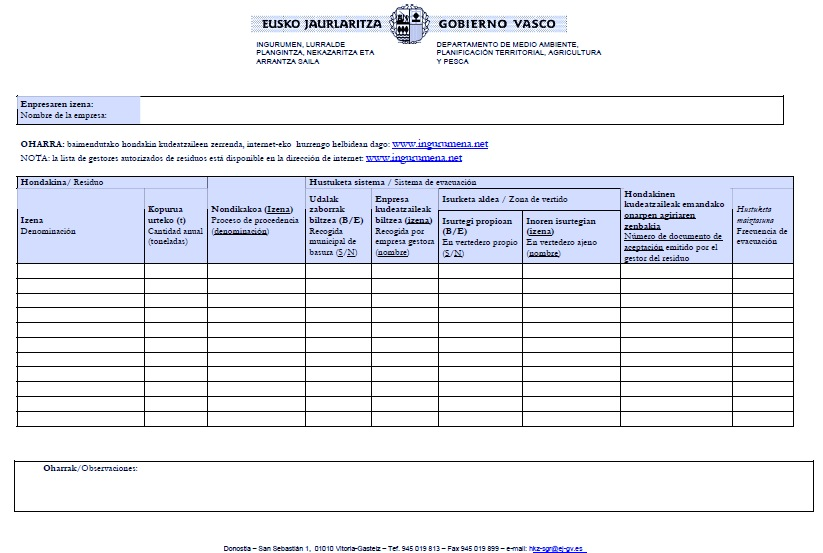 EUSKO JAURLARITZA GOBIERNO VASCO
INGURUMEN, LURRALDE
PLANGINTZA, NEKAZARITZA ETA
ARRANTZA SAILA
DEPARTAMENTO DE MEDIO AMBIENTE,
PLANIFICACIÓN TERRITORIAL, AGRICULTURA
Y PESCA
Enpresaren izena:
Nombre de la empresa:
OHARRA: baimendutako hondakin kudeatzaileen zerrenda, internet-eko hurrengo helbidean dago: www.ingurumena.net
NOTA: la lista de gestores autorizados de residuos está disponible en la dirección de internet: www.ingurumena.net
Hondakina/ Residuo
Hustuketa sistema / Sistema de evacuación
Izena
Denominación
Kopurua
urteko (t)
Cantidad anual
(toneladas)
Nondikakoa (Izena)
Proceso de procedencia
(denominación)
Udalak
zaborrak
biltzea (B/E)
Recogida
municipal de
basura (S/N)
Enpresa
kudeatzaileak
biltzea (izena)
Recogida por
empresa gestora
(nombre)
Isurketa aldea / Zona de vertido
Isurtegi propioan
(B/E)
En vertedero propio
(S/N)
Inoren isurtegian
(izena)
En vertedero ajeno
(nombre)
Hondakinen
kudeatzaileak emandako
onarpen agiriaren
zenbakia
Número de documento de
aceptación emitido por el
gestor del residuo
Hustuketa
maiztasuna
Frecuencia de
evacuación
Oharrak/Observaciones:
Donostia – San Sebastián 1, 01010 Vitoria-Gasteiz – Tef. 945 019 813 – Fax 945 019 899 – e-mail: hkz-sgr@ej-gv.es